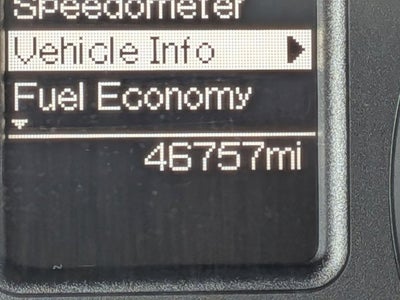 Speedometer
Vehicle Info
Fuel Economy
46757mi